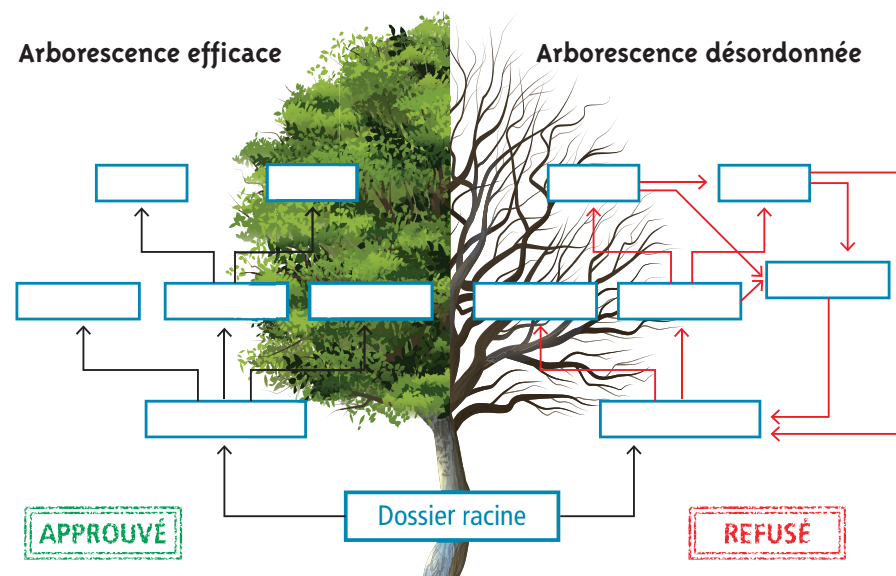 Arborescence efficace
Arborescence désordonnée
Dossier racine
APPROUVÉ
REFUSÉ